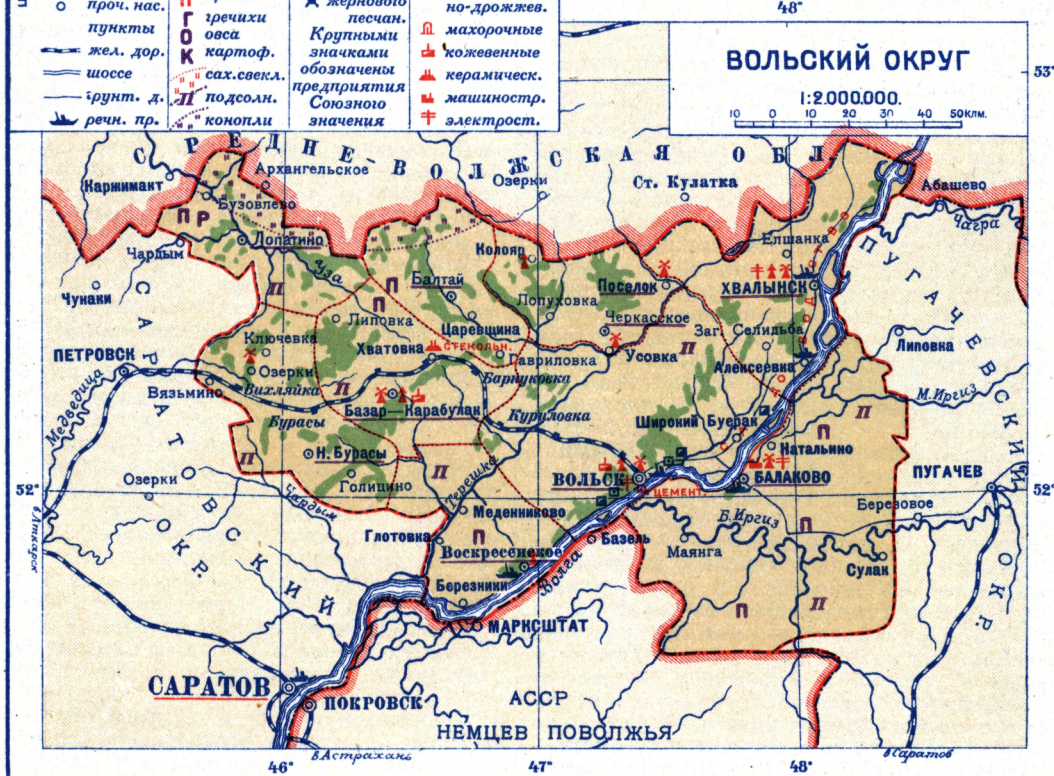 проч. нас.
пункты
жел. дор.
шоссе
грунт. д.
речн. пр.
П
Г
О
К
гречихи
овса
картоф.
сах.свекл.
П подсолн.
конопли
жернового
песчан.
Крупными
значками
обозначены
предприятия
Союзного
значения
но-дрожжев.
махорочные
кожевенные
керамическ.
машиностр.
электрост.
48°
ВОЛЬСКИЙ ОКРУГ
1:2.000.000.
10 0 10 20 30 40 50клм.
53°
СРЕДНЕ-ВОЛЖСКАЯ ОБЛ.
Каржимант
Архангельское
Бузовлево
Озерки
Ст. Кулатка
Абашево
Чагра
П Р
Лопатино
Чардым
Уза
Колояр
Елшанка
Чунаки
П
Балтай
П
П
Лопуховка
Поселок
ХВАЛЫНСК
Липовка
Царевщина
Черкасское
Заг.
Селидьба
Ключевка
Хватовка
СТЕКОЛЬН.
Гавриловка
Усовка
П
Липовка
ПЕТРОВСК
Озерки
Алексеевка
Вязьмино
Вихляйка
П
Барнуковка
М.Иргиз
Медведица
Базар-Карабулак
Бурасы
Куриловка
Широкий Буерак
П
П
Натальино
Н. Бурасы
П
Голицино
П
Терешка
ВОЛЬСК
ЦЕМЕНТ.
БАЛАКОВО
ПУГАЧЕВ
52°
52°
Озерки
Чардым
Меденниково
Б.Иргиз
П
Березовое
в Аткарск
Глотовка
П
Воскресенское
Базель
Маянга
Сулак
Березники
Волга
П
П
МАРКСШТАТ
САРАТОВСКИЙ ОКР.
ПУГАЧЕВСКИЙ ОКР.
САРАТОВ
ПОКРОВСК
АССР
НЕМЦЕВ ПОВОЛЖЬЯ
в Астрахань
в Саратов
46°
47°
48°